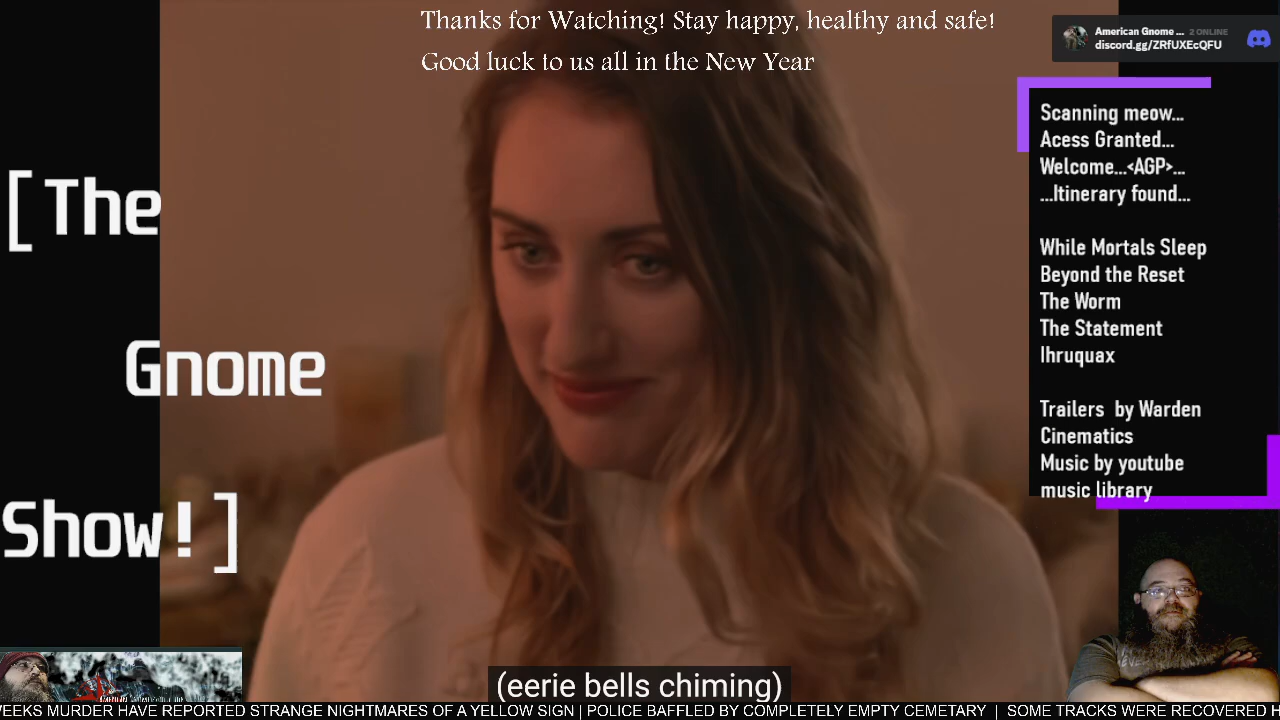 Thanks for Watching! Stay happy, healthy and safe!
Good luck to us all in the New Year
American Gnome ... 2 ONLINE
discord.gg/ZRfUXEcQFU
Scanning meow...
Acess Granted...
Welcome...<AGP>...
...Itinerary found...
While Mortals Sleep
Beyond the Reset
The Worm
The Statement
Ihruquax
Trailers by Warden
Cinematics
Music by youtube
music library
[The
Gnome
Show!]
(eerie bells chiming)
WEEKS MURDER HAVE REPORTED STRANGE NIGHTMARES OF A YELLOW SIGN | POLICE BAFFLED BY COMPLETELY EMPTY CEMETARY | SOME TRACKS WERE RECOVERED H